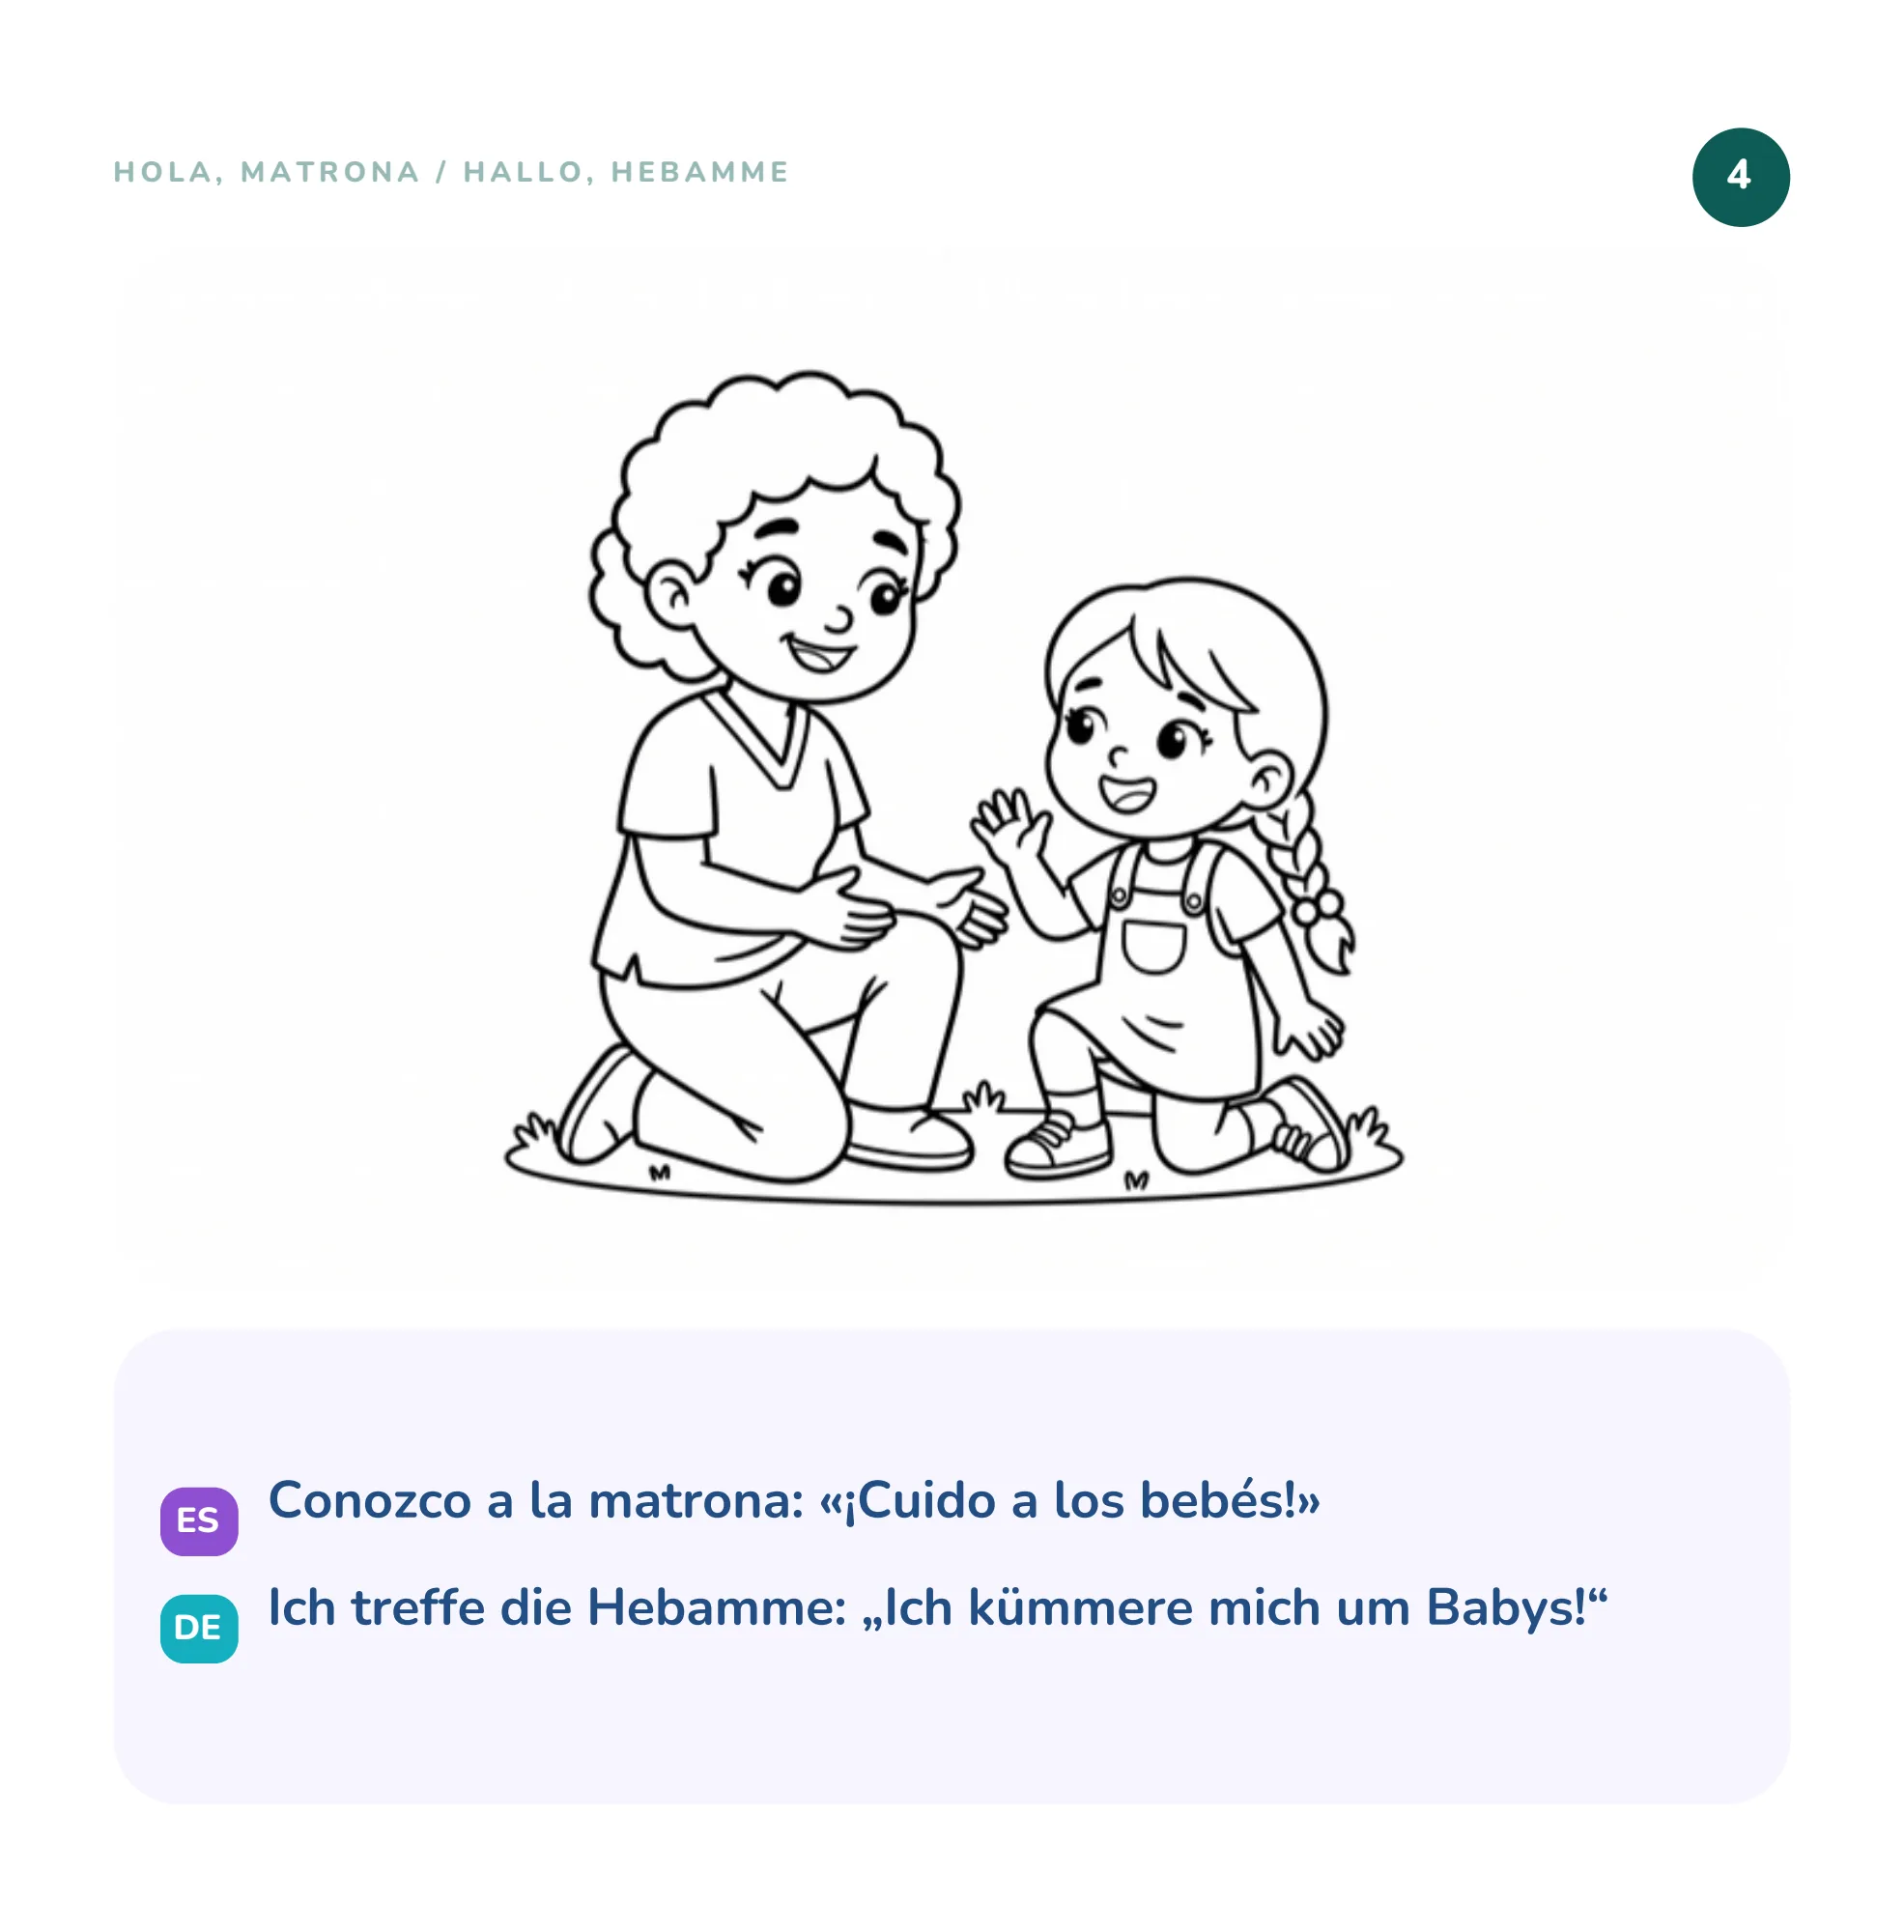 HOLA, MATRONA / HALLO, HEBAMME
4
ES Conozco a la matrona: «¡Cuido a los bebés!»
DE Ich treffe die Hebamme: „Ich kümmere mich um Babys!“